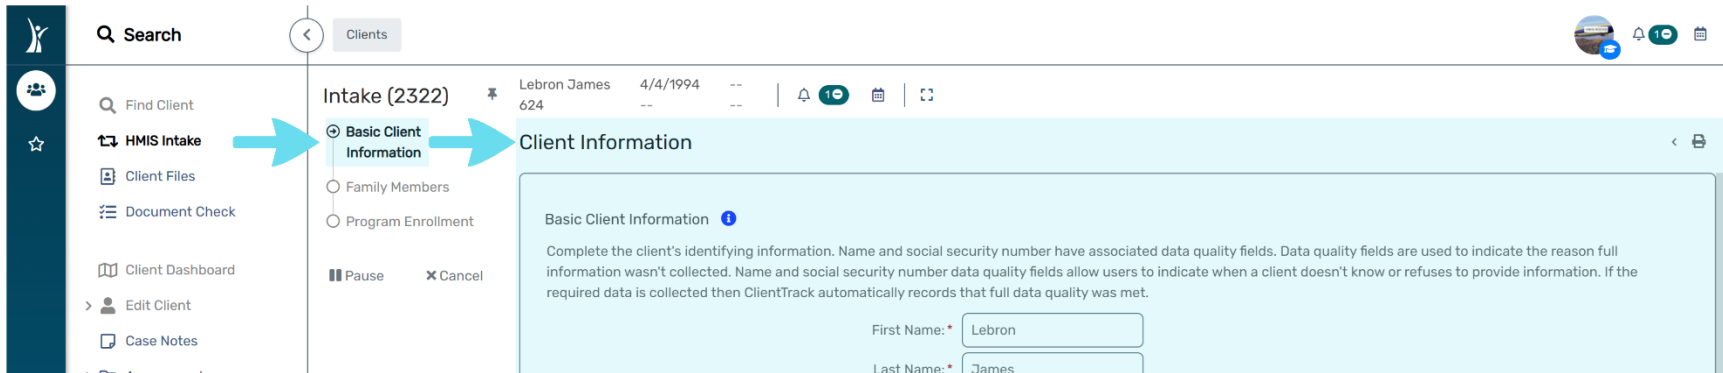 Search
Clients
Find Client
HMIS Intake
Client Files
Document Check
Client Dashboard
Edit Client
Case Notes
Intake (2322)
Basic Client
Information
Family Members
Program Enrollment
Pause
Cancel
Lebron James 4/4/1994 --
624 -- --
1
1
Client Information
Basic Client Information
Complete the client's identifying information. Name and social security number have associated data quality fields. Data quality fields are used to indicate the reason full
information wasn't collected. Name and social security number data quality fields allow users to indicate when a client doesn't know or refuses to provide information. If the
required data is collected then ClientTrack automatically records that full data quality was met.
First Name:* Lebron
Last Name:* James